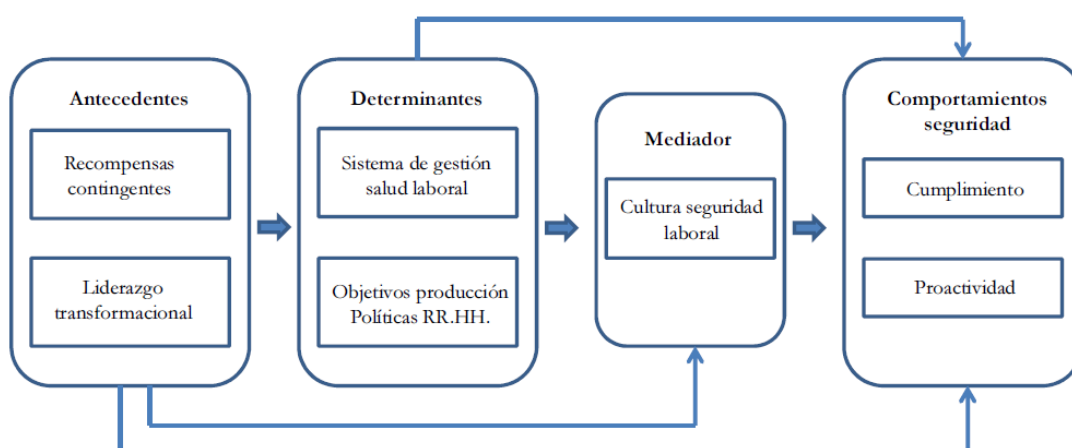 Antecedentes
Recompensas
contingentes
Liderazgo
transformacional
Determinantes
Sistema de gestión
salud laboral
Objetivos producción
Políticas RR.HH.
Mediador
Cultura seguridad
laboral
Comportamientos
seguridad
Cumplimiento
Proactividad